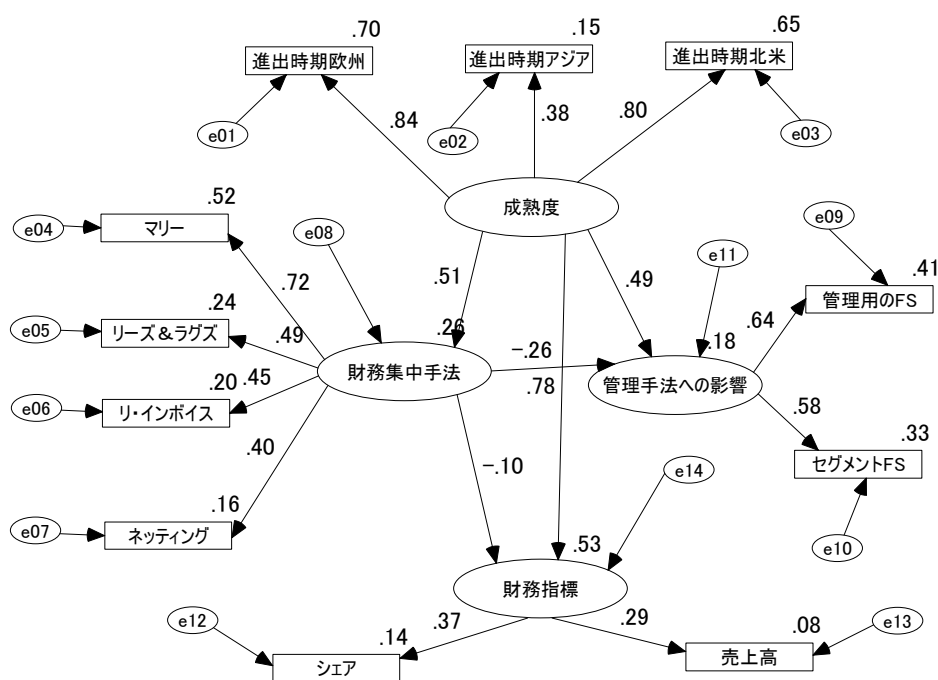 .70
.15
.65
進出時期欧州
進出時期アジア
進出時期北米
e01
e02
e03
.84
.38
.80
成熟度
.52
e04
マリー
e08
e09
e11
.41
管理用のFS
.72
.51
.49
.64
.24
e05
リーズ&ラグズ
.49
.26
.18
−.26
財務集中手法
管理手法への影響
.20
.45
.78
e06
リ・インボイス
.58
.40
.33
セグメントFS
−.10
.16
e14
e07
ネッティング
.53
e10
財務指標
e12
.37
.29
.14
.08
e13
シェア
売上高